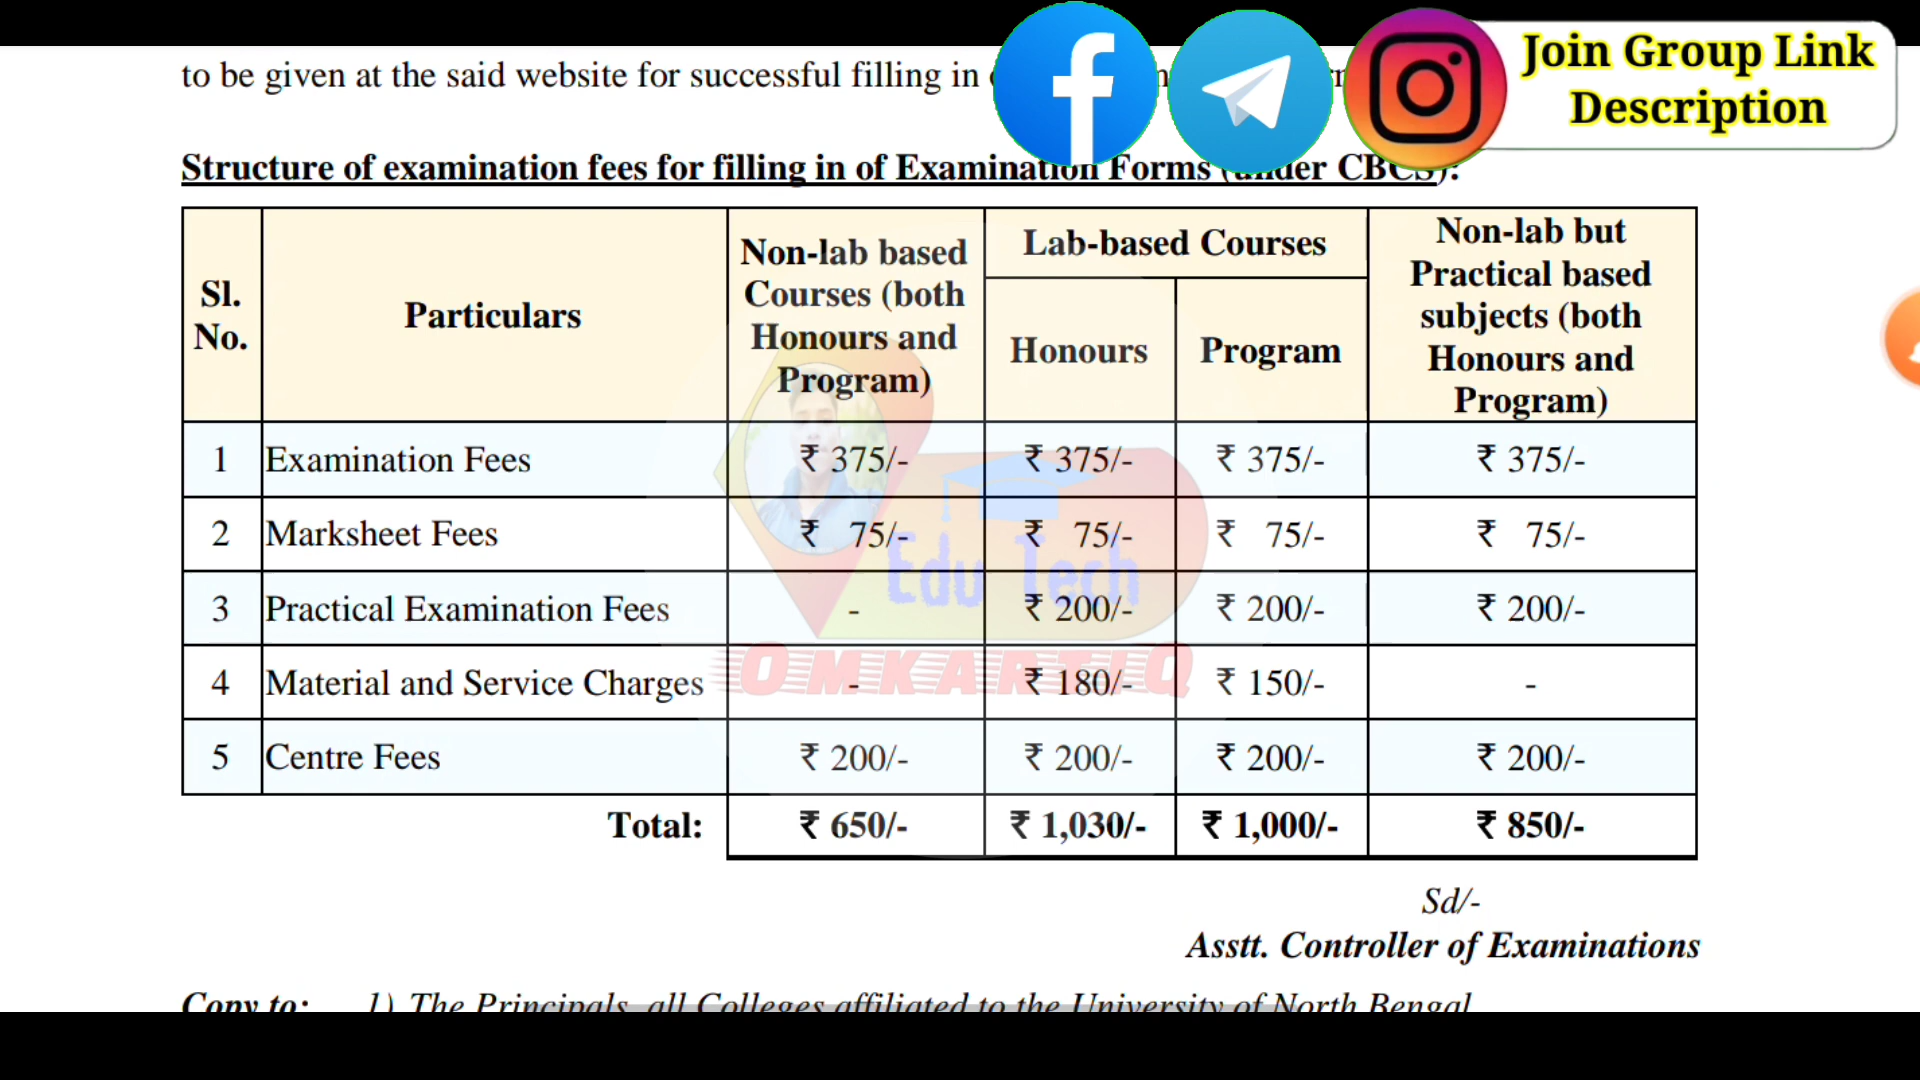 to be given at the said website for successful filling in
Join Group Link
Description
Structure of examination fees for filling in of Examination Forms (under CBCS):
Sl. No. Particulars Non-lab based Courses (both Honours and Program) Lab-based Courses Non-lab but Practical based subjects (both Honours and Program)
Honours Program
1 Examination Fees ₹ 375/- ₹ 375/- ₹ 375/- ₹ 375/-
2 Marksheet Fees ₹ 75/- ₹ 75/- ₹ 75/- ₹ 75/-
3 Practical Examination Fees - ₹ 200/- ₹ 200/- ₹ 200/-
4 Material and Service Charges - ₹ 180/- ₹ 150/- -
5 Centre Fees ₹ 200/- ₹ 200/- ₹ 200/- ₹ 200/-
Total: ₹ 650/- ₹ 1,030/- ₹ 1,000/- ₹ 850/-
Edu Tech
OMKARTIQ
Sd/-
Asstt. Controller of Examinations
Copy to: 1) The Principals, all Colleges affiliated to the University of North Bengal